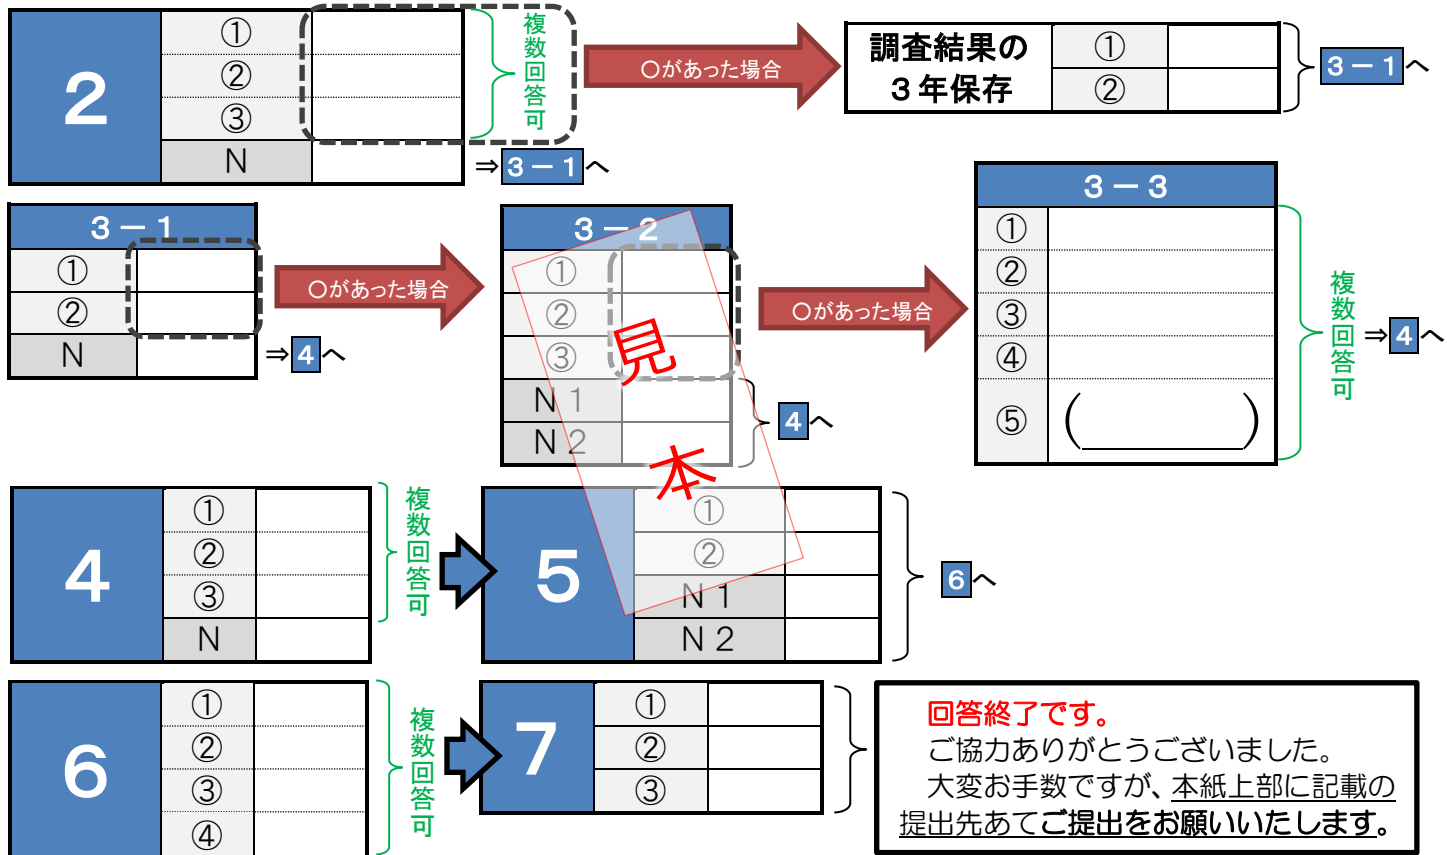 2
①
②
③
N
複数回答可
○があった場合
調査結果の
３年保存
①
②
３－１へ
⇒３－１へ
３－１
①
②
N
⇒４へ
○があった場合
３－２
①
②
③
N１
N２
４へ
○があった場合
３－３
①
②
③
④
⑤
(　　　)
複数回答可
⇒４へ
見本
4
①
②
③
N
複数回答可
5
①
②
N１
N２
６へ
6
①
②
③
④
複数回答可
7
①
②
③
回答終了です。
ご協力ありがとうございました。
大変お手数ですが、本紙上部に記載の
提出先あてご提出をお願いいたします。